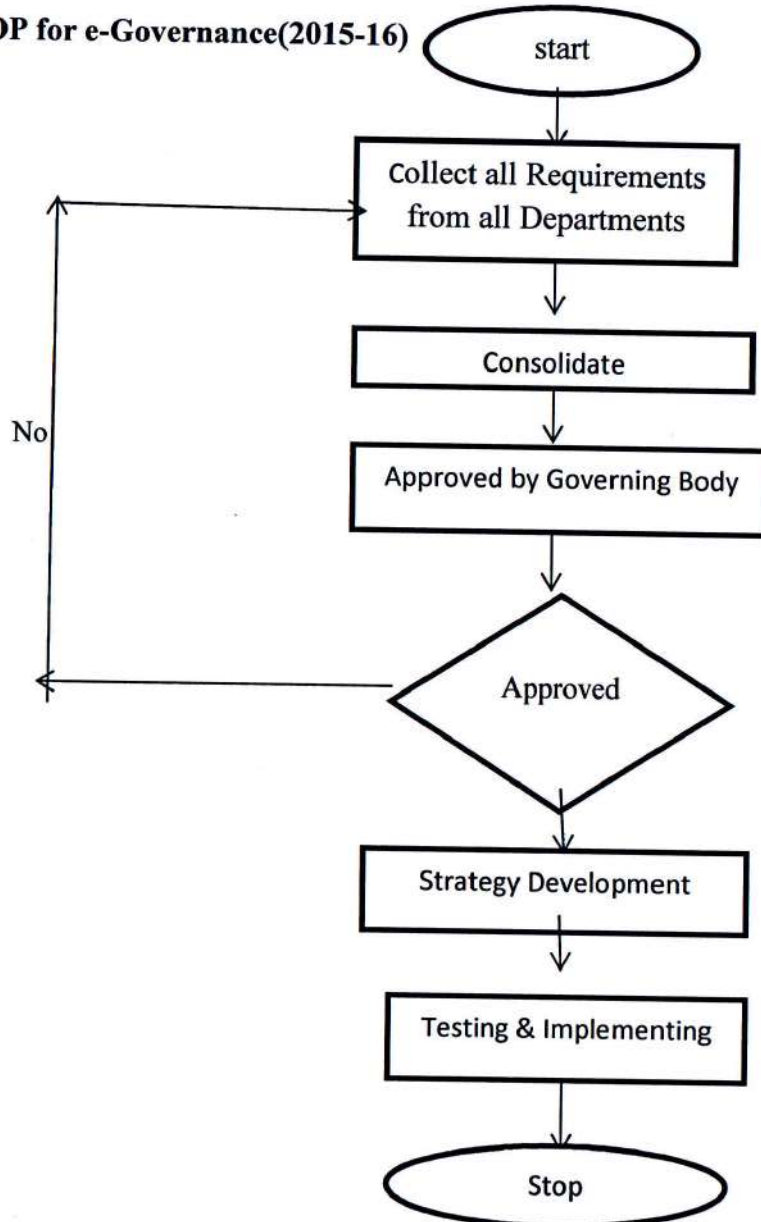 OP for e-Governance(2015-16)
start
Collect all Requirements
from all Departments
Consolidate
No
Approved by Governing Body
Approved
Strategy Development
Testing & Implementing
Stop